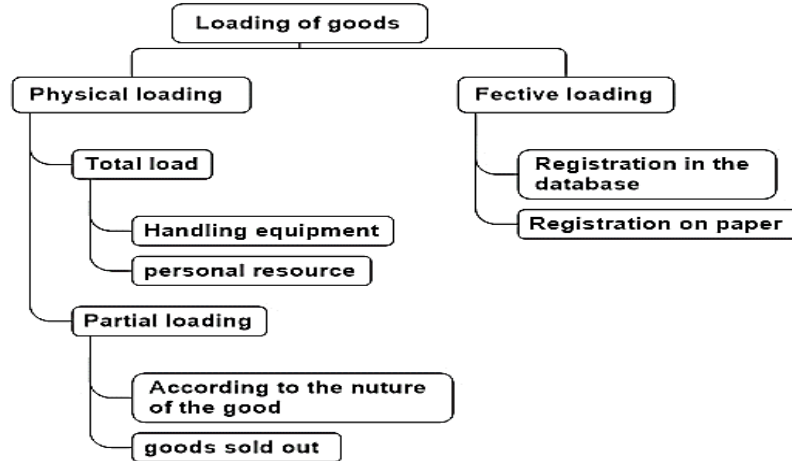 Loading of goods
Physical loading
Fective loading
Total load
Registration in the
database
Handling equipment
Registration on paper
personal resource
Partial loading
According to the nuture
of the good
goods sold out